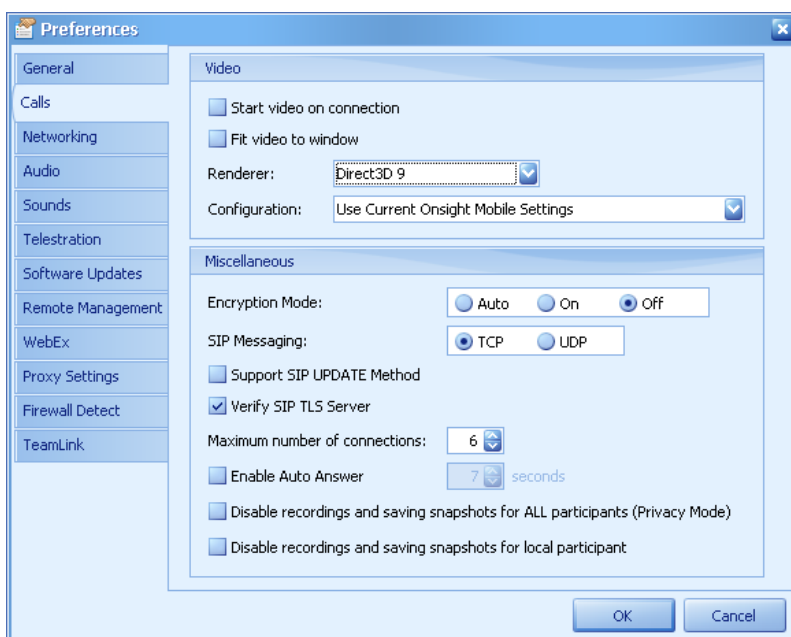 Preferences
General
Calls
Networking
Audio
Sounds
Telestration
Software Updates
Remote Management
WebEx
Proxy Settings
Firewall Detect
TeamLink
Video
Start video on connection
Fit video to window
Renderer: Direct3D 9
Configuration: Use Current Onsight Mobile Settings
Miscellaneous
Encryption Mode: Auto On Off
SIP Messaging: TCP UDP
Support SIP UPDATE Method
Verify SIP TLS Server
Maximum number of connections: 6
Enable Auto Answer 7 seconds
Disable recordings and saving snapshots for ALL participants (Privacy Mode)
Disable recordings and saving snapshots for local participant
OK Cancel